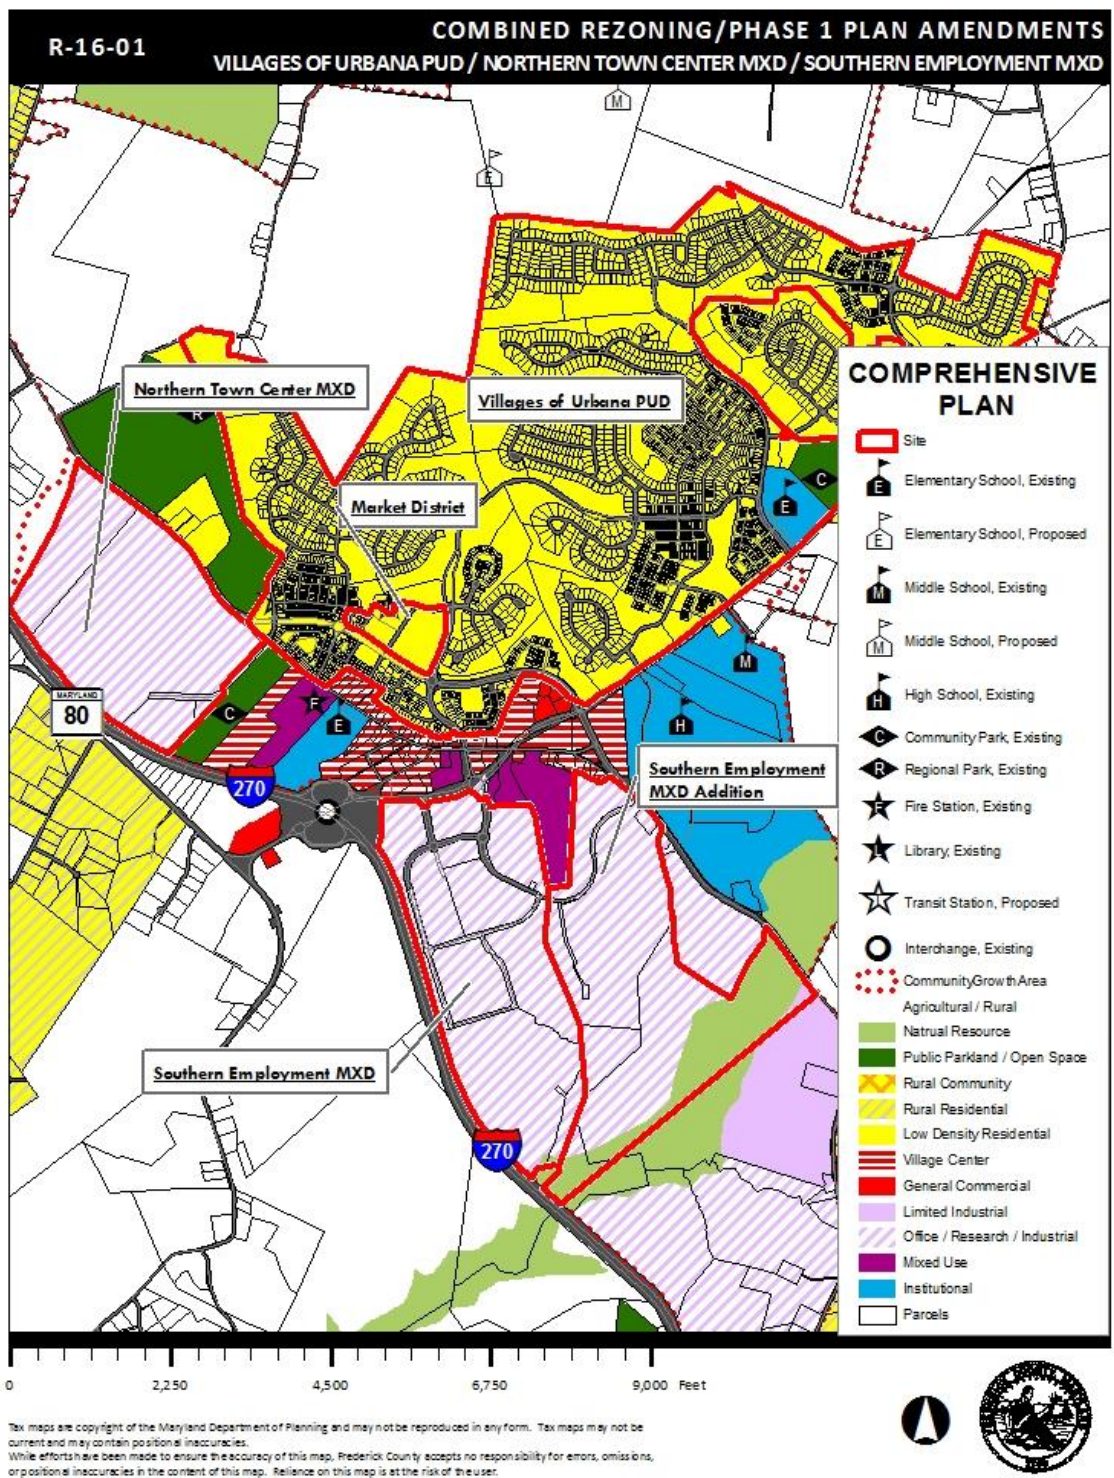 R-16-01
COMBINED REZONING/PHASE 1 PLAN AMENDMENTS
VILLAGES OF URBANA PUD / NORTHERN TOWN CENTER MXD / SOUTHERN EMPLOYMENT MXD
M
E
Northern Town Center MXD
R
Villages of Urbana PUD
Market District
C
E
M
MARYLAND
80
C
F
E
H
270
Southern Employment
MXD Addition
Southern Employment MXD
270
COMPREHENSIVE
PLAN
Site
E Elementary School, Existing
E Elementary School, Proposed
M Middle School, Existing
M Middle School, Proposed
H High School, Existing
C Community Park, Existing
R Regional Park, Existing
F Fire Station, Existing
L Library, Existing
T Transit Station, Proposed
Interchange, Existing
CommunityGrowthArea
Agricultural / Rural
Natrual Resource
Public Parkland / Open Space
Rural Community
Rural Residential
Low Density Residential
Village Center
General Commercial
Limited Industrial
Office / Research / Industrial
Mixed Use
Institutional
Parcels
0 2,250 4,500 6,750 9,000 Feet
Tax maps are copyright of the Maryland Department of Planning and may not be reproduced in any form. Tax maps may not be
current and may contain positional inaccuracies.
While efforts have been made to ensure the accuracy of this map, Frederick County accepts no responsibility for errors, omissions,
or positional inaccuracies in the content of this map. Reliance on this map is at the risk of the user.